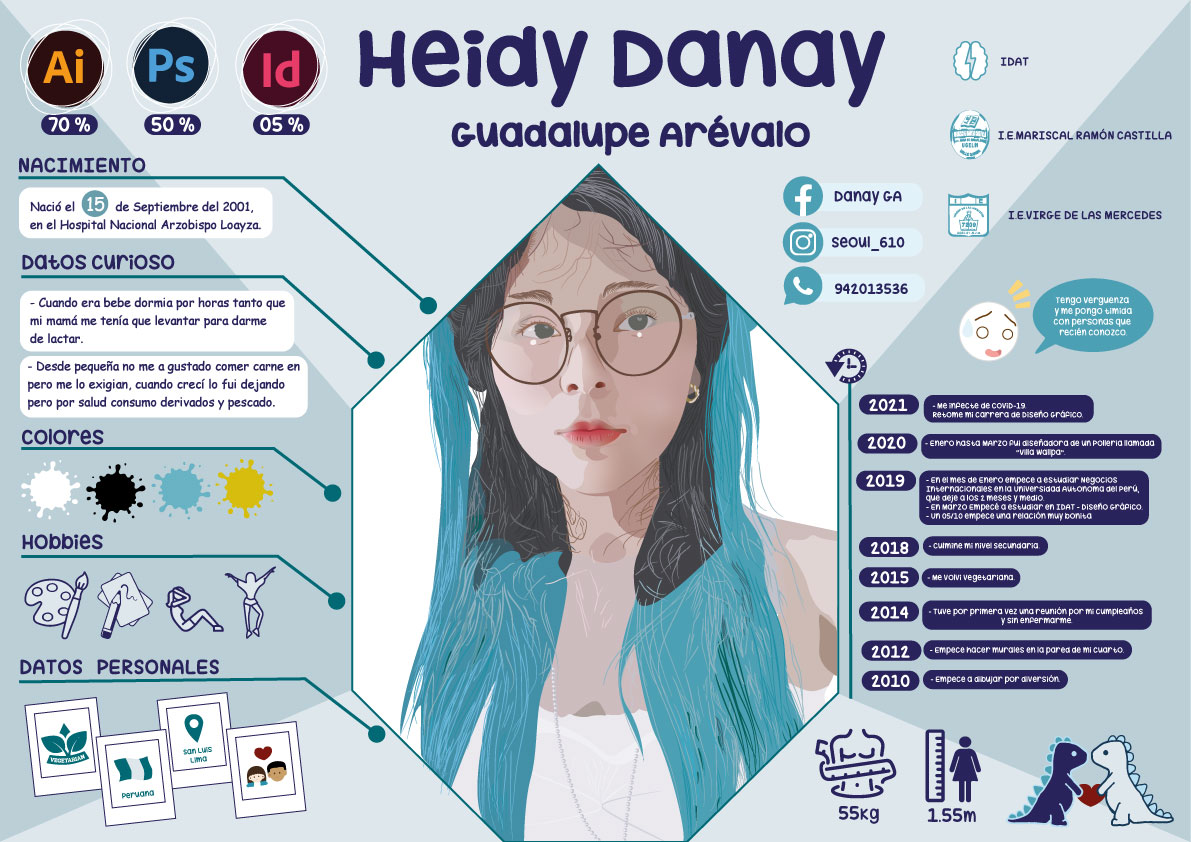 Ai
Ps
Id
70 %
50 %
05 %
Heidy Danay
Guadalupe Arévalo
IDAT
I.E.MARISCAL RAMÓN CASTILLA
I.E.VIRGE DE LAS MERCEDES
Danay GA
seoul_610
942013536
NACIMIENTO
Nació el 15 de Septiembre del 2001,
en el Hospital Nacional Arzobispo Loayza.
Datos curioso
- Cuando era bebe dormia por horas tanto que
mi mamá me tenía que levantar para darme
de lactar.
- Desde pequeña no me a gustado comer carne en
pero me lo exigian, cuando crecí lo fui dejando
pero por salud consumo derivados y pescado.
Colores
Hobbies
DATOS PERSONALES
VEGETARIAN
Peruana
San Luis
Lima
Tengo verguenza
y me pongo timida
con personas que
recién conozco.
2021
- Me infecte de COVID-19
Retome mi carrera de Diseño Gráfico.
2020
- Enero hasta Marzo fui diseñadora de un polleria llamada
"Villa Wallpa".
2019
- En el mes de Enero empece a estudiar Negocios
Internacionales en la Universidad Autonoma del Perú,
que deje a los 2 meses y medio.
- En Marzo Empecé a estudiar en IDAT - Diseño Gráfico.
- Un 05/10 empece una relación muy bonita
2018
- Culmine mi nivel secundaria.
2015
- Me volvi vegetariana.
2014
- Tuve por primera vez una reunión por mi cumpleaños
y sin enfermarme.
2012
- Empece hacer murales en la pared de mi cuarto.
2010
- Empece a dibujar por diversión.
55kg
1.55m